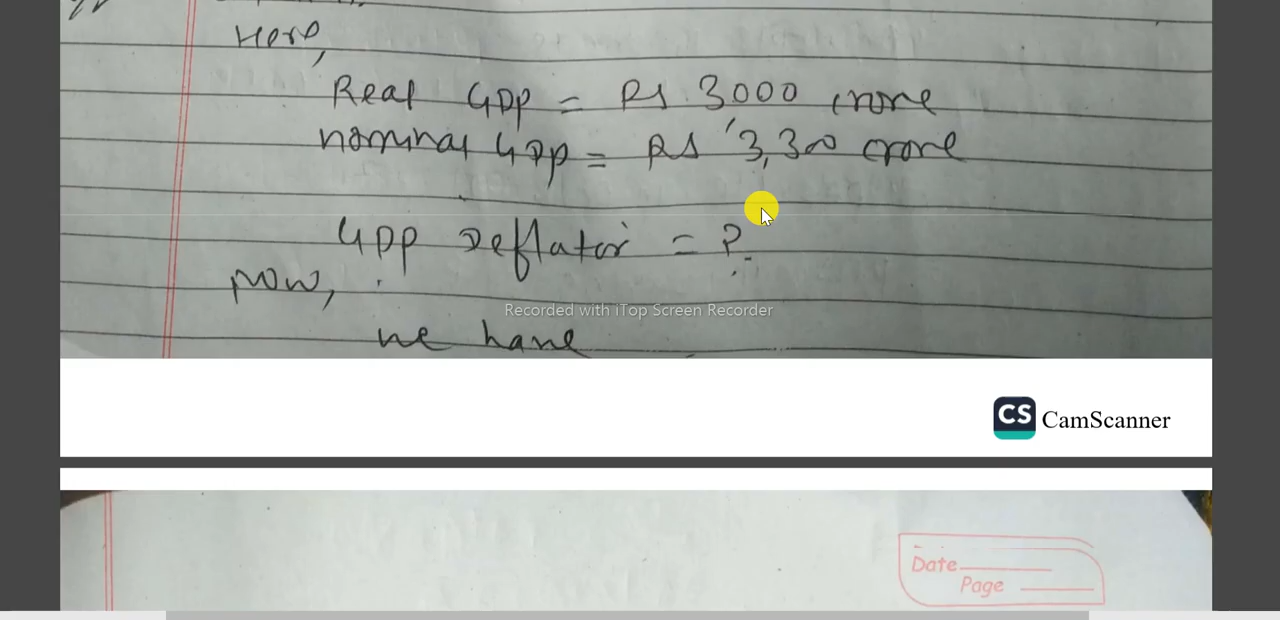 Here,
Real GDP = Rs 3000 crore
nominal GDP = Rs 3,300 crore
GDP Deflator = ?
Now,
we have
Recorded with iTop Screen Recorder
CS CamScanner
Date
Page